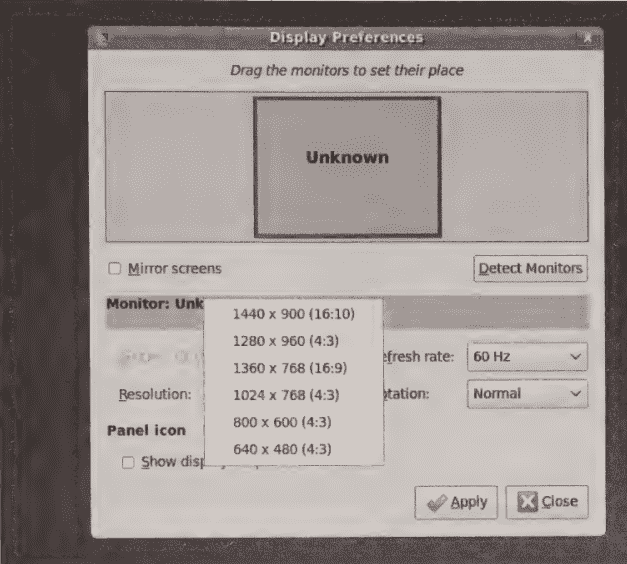 Display Preferences
Drag the monitors to set their place
Unknown
Mirror screens
Detect Monitors
Monitor: Unk
1440 x 900 (16:10)
1280 x 960 (4:3)
1360 x 768 (16:9)
1024 x 768 (4:3)
800 x 600 (4:3)
640 x 480 (4:3)
efresh rate: 60 Hz
Resolution:
tation: Normal
Panel icon
Show disp
Apply
Close